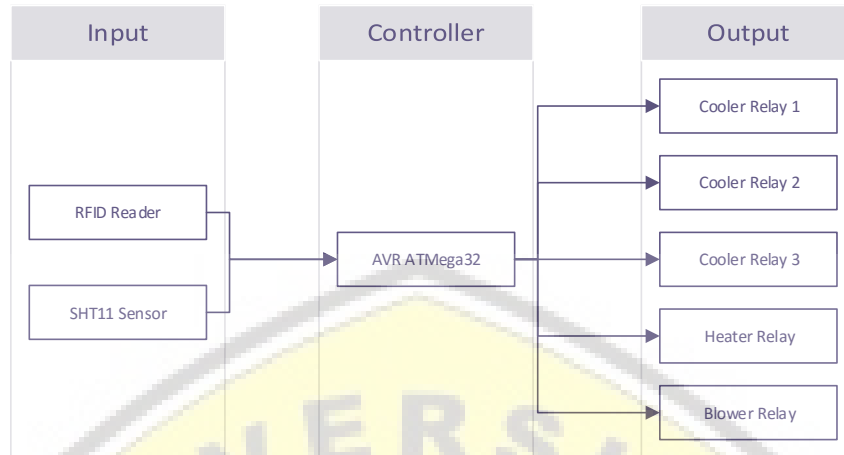 Input
Controller
Output
RFID Reader
SHT11 Sensor
AVR ATMega32
Cooler Relay 1
Cooler Relay 2
Cooler Relay 3
Heater Relay
Blower Relay